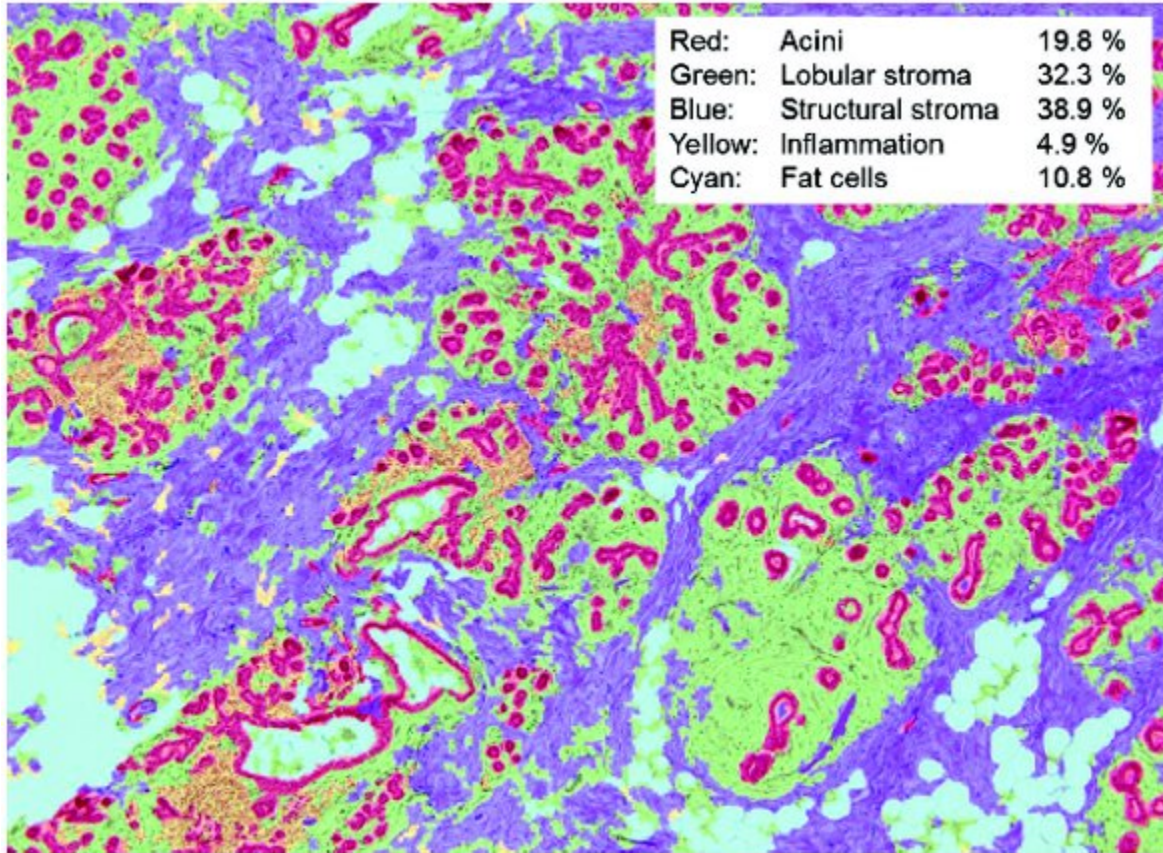 Red: Acini 19.8 %
Green: Lobular stroma 32.3 %
Blue: Structural stroma 38.9 %
Yellow: Inflammation 4.9 %
Cyan: Fat cells 10.8 %